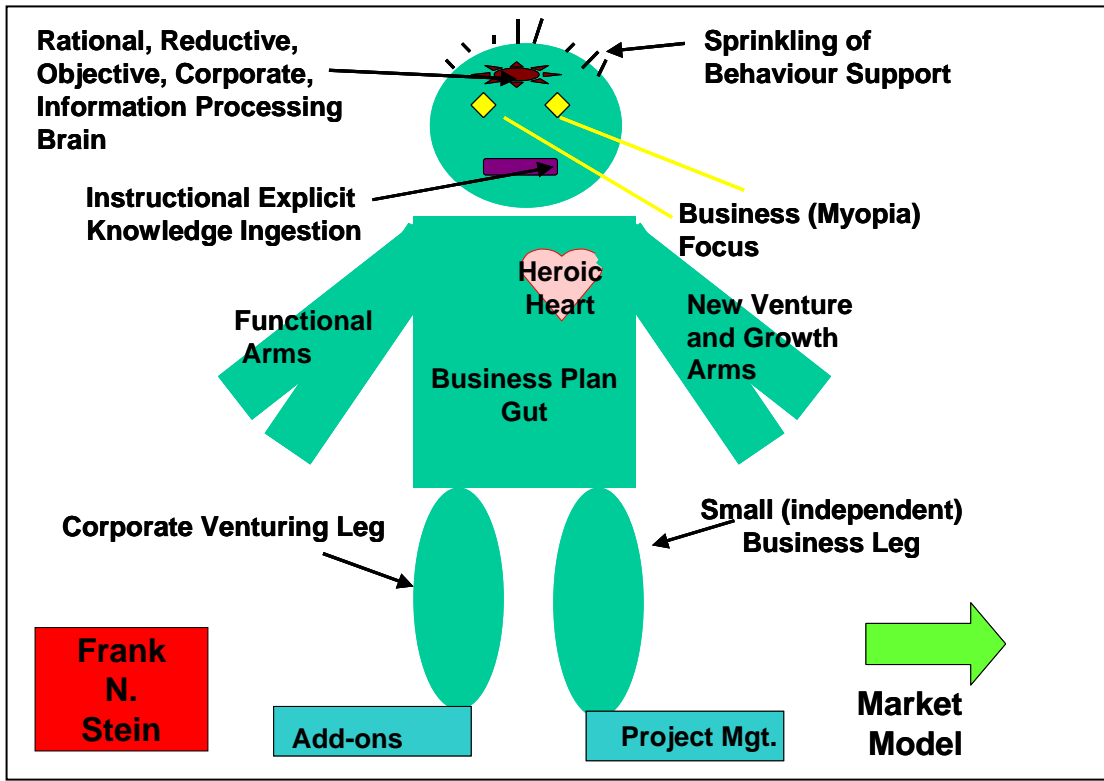 Rational, Reductive,
Objective, Corporate,
Information Processing
Brain
Sprinkling of
Behaviour Support
Instructional Explicit
Knowledge Ingestion
Business (Myopia)
Focus
Heroic
Heart
Functional
Arms
New Venture
and Growth
Arms
Business Plan
Gut
Corporate Venturing Leg
Small (independent)
Business Leg
Frank
N.
Stein
Add-ons
Project Mgt.
Market
Model